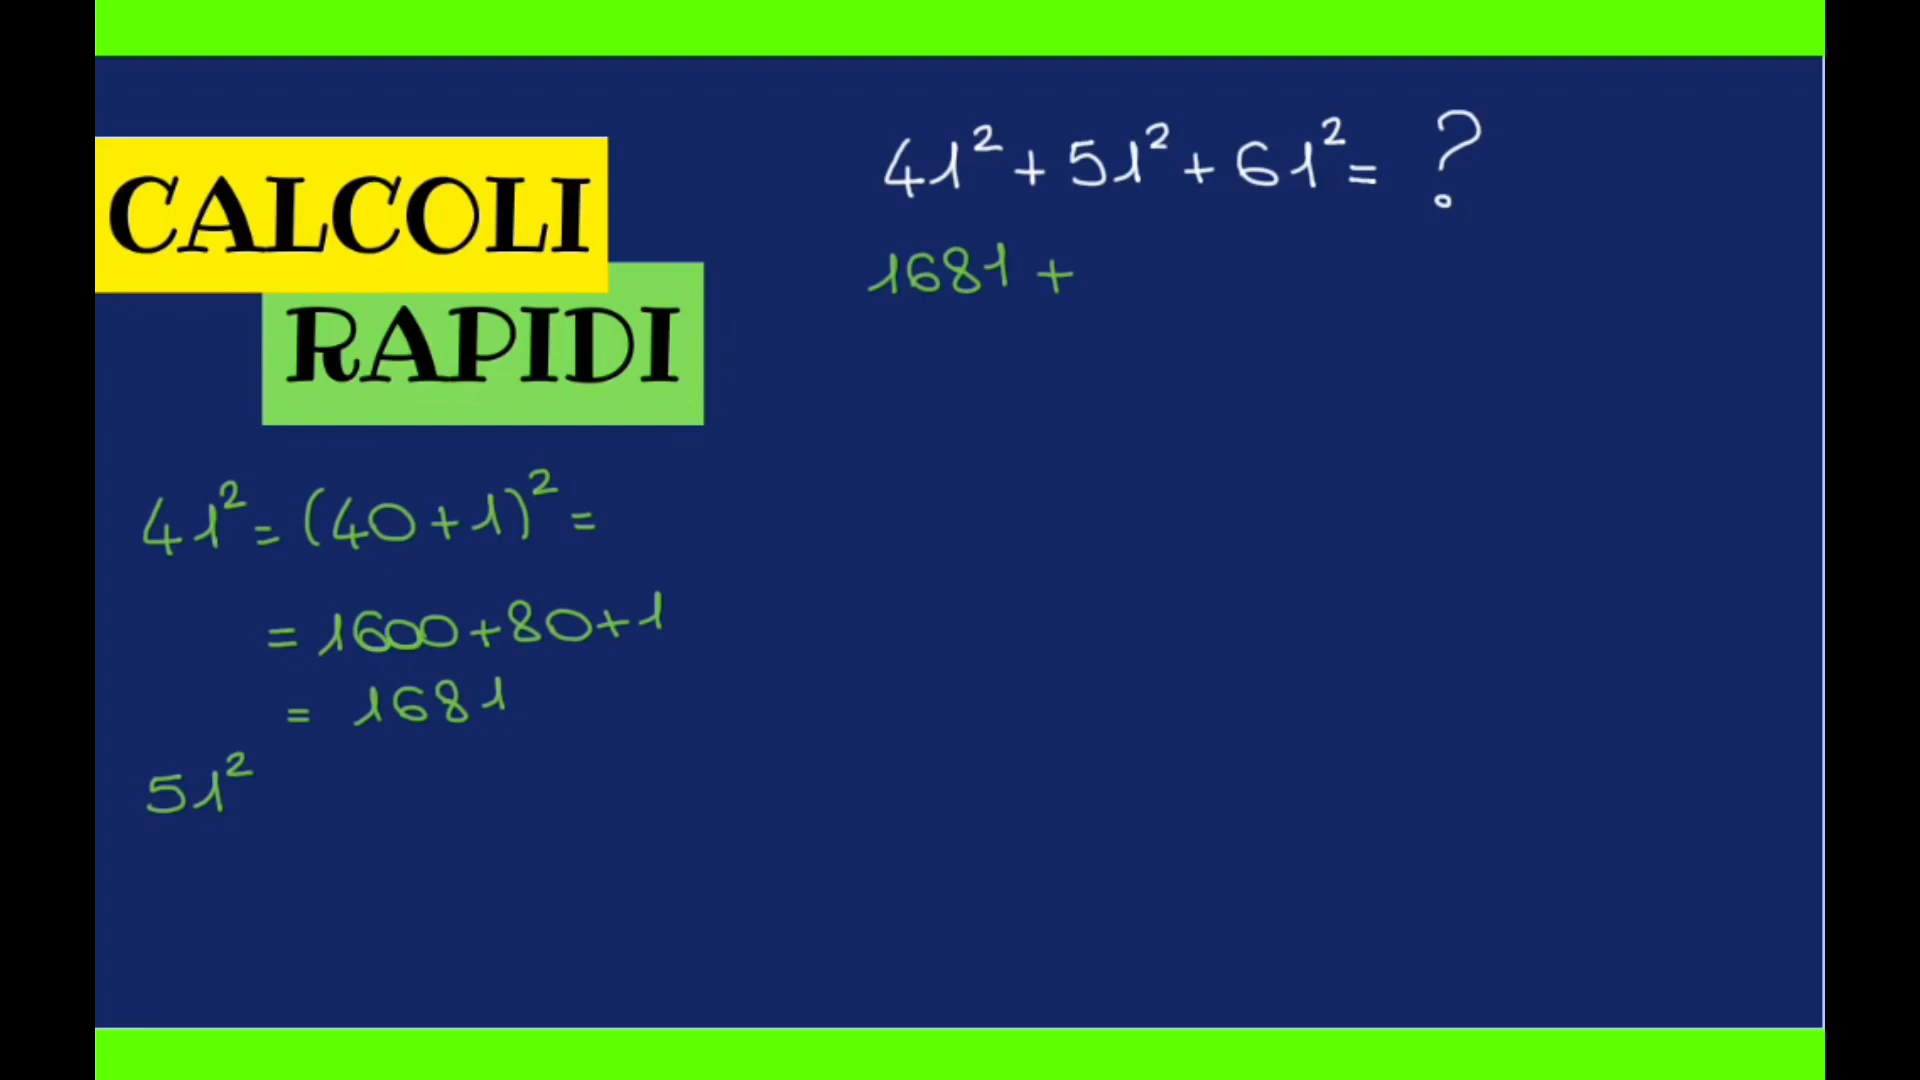 CALCOLI
RAPIDI
41² + 51² + 61² = ?
1681 +
41² = (40+1)² =
= 1600+80+1
= 1681
51²